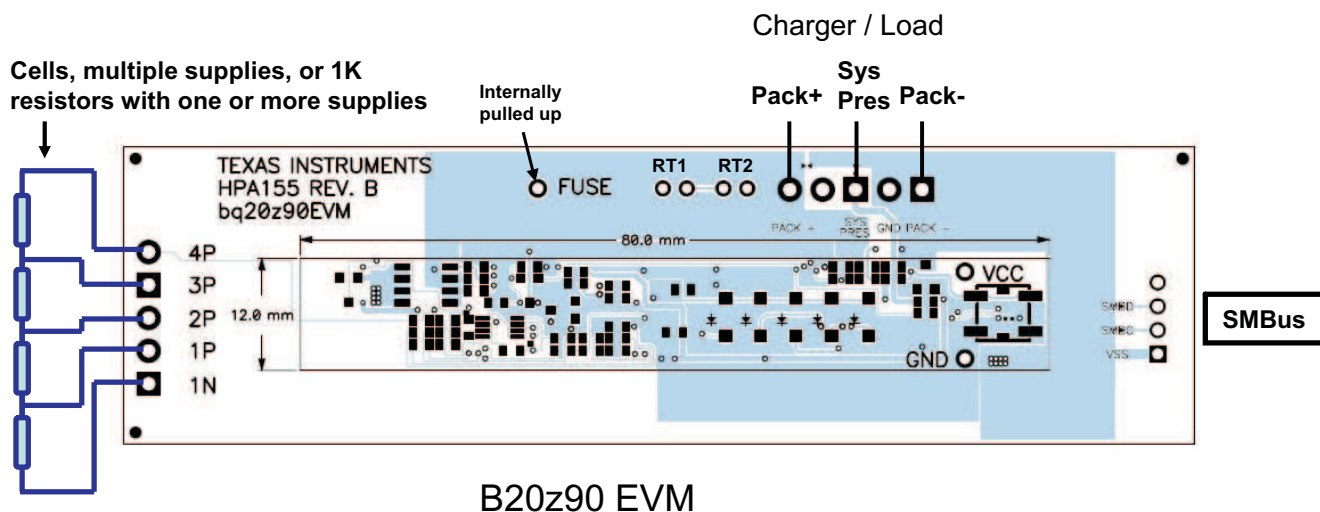 Charger / Load
Cells, multiple supplies, or 1K
resistors with one or more supplies
Internally
pulled up
Pack+
Sys
Pres
Pack-
TEXAS INSTRUMENTS
HPA155 REV. B
bq20z90EVM
FUSE
RT1
RT2
PACK +
SYS
PRES
GND
PACK -
80.0 mm
12.0 mm
4P
3P
2P
1P
1N
VCC
GND
SMBD
SMBC
VSS
SMBus
B20z90 EVM